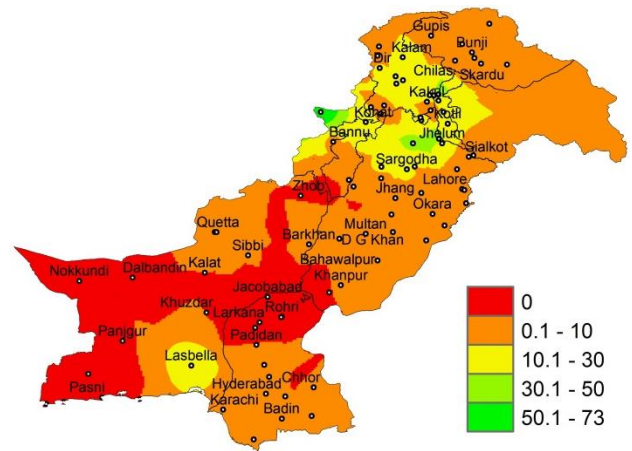 Gupis
Kalam
Bunji
Dir
Chilas
Skardu
Kakal
Kohat
Kotli
Bannu
Jhelum
Sialkot
Sargodha
Zhob
Jhang
Lahore
Okara
Quetta
Multan
Barkhan
D G Khan
Sibbi
Bahawalpur
Kalat
Nokkundi
Dalbandin
Khanpur
Jacobabad
Khuzdar
Larkana
Rohri
Panjgur
Padidan
Lasbella
Pasni
Hyderabad
Chhor
Karachi
Badin
0
0.1 - 10
10.1 - 30
30.1 - 50
50.1 - 73